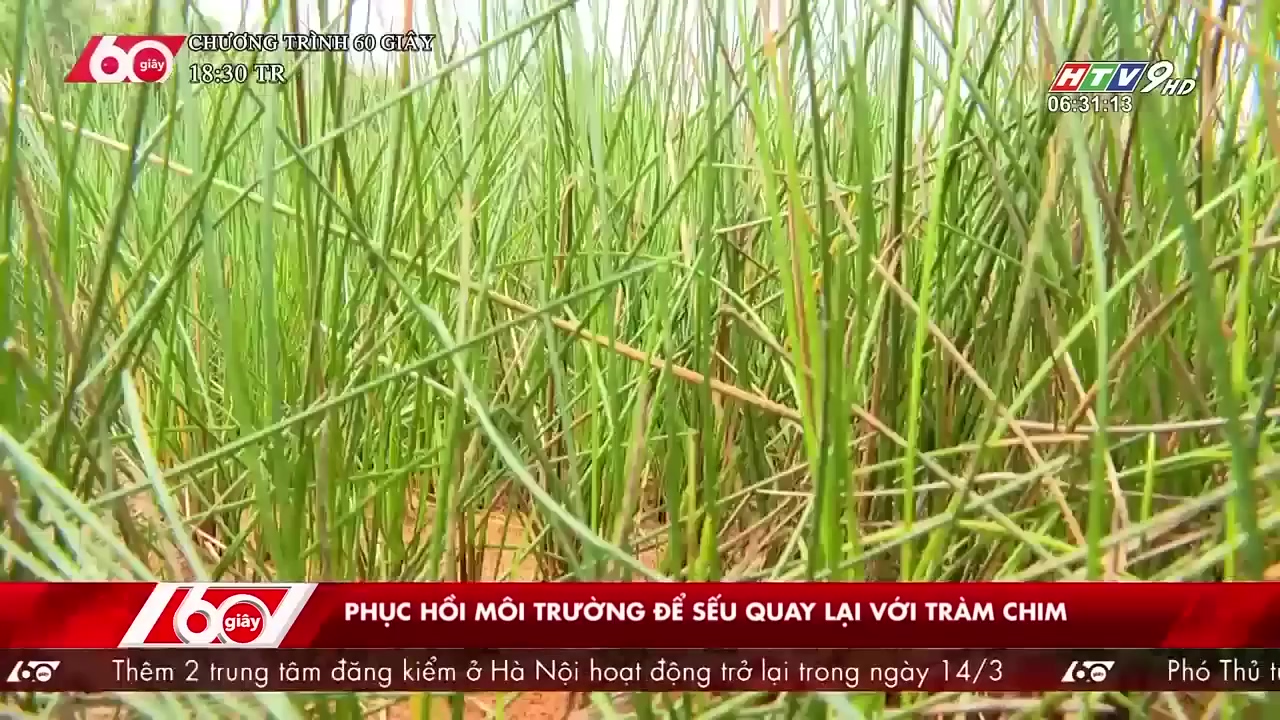 60 giây CHƯƠNG TRÌNH 60 GIÂY
18:30 TR
HTV9 HD
06:31:13
60 giây PHỤC HỒI MÔI TRƯỜNG ĐỂ SẾU QUAY LẠI VỚI TRÀM CHIM
60 giây Thêm 2 trung tâm đăng kiểm ở Hà Nội hoạt động trở lại trong ngày 14/3 60 giây Phó Thủ